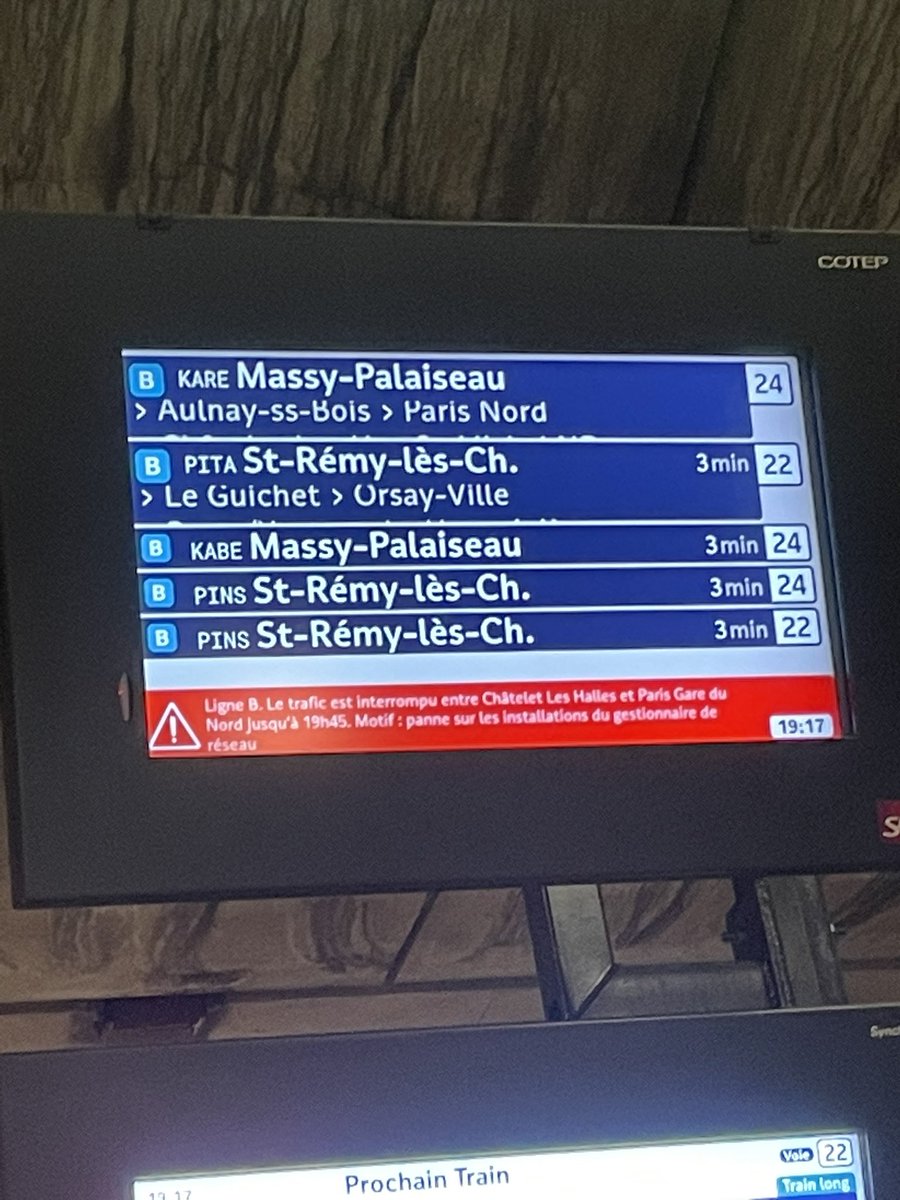 COTEP
B KARE Massy-Palaiseau 24
> Aulnay-ss-Bois > Paris Nord
B PITA St-Rémy-lès-Ch. 3min 22
> Le Guichet > Orsay-Ville
B KABE Massy-Palaiseau 3min 24
B PINS St-Rémy-lès-Ch. 3min 24
B PINS St-Rémy-lès-Ch. 3min 22
Ligne B. Le trafic est interrompu entre Châtelet Les Halles et Paris Gare du
Nord jusqu'à 19h45. Motif : panne sur les installations du gestionnaire de
réseau
19:17
Voie 22
19 17 Prochain Train
Train long